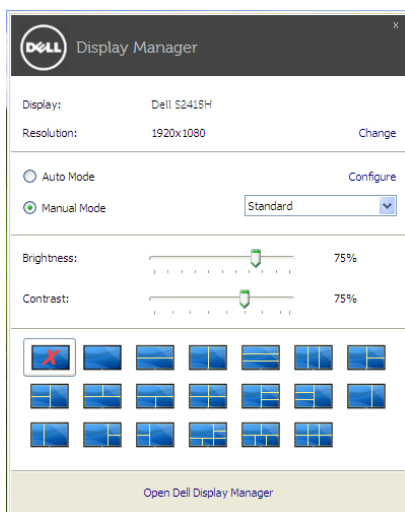 x
DELL Display Manager
Display: Dell S2415H
Resolution: 1920x1080 Change
Auto Mode Configure
Manual Mode Standard
Brightness: 75%
Contrast: 75%
Open Dell Display Manager